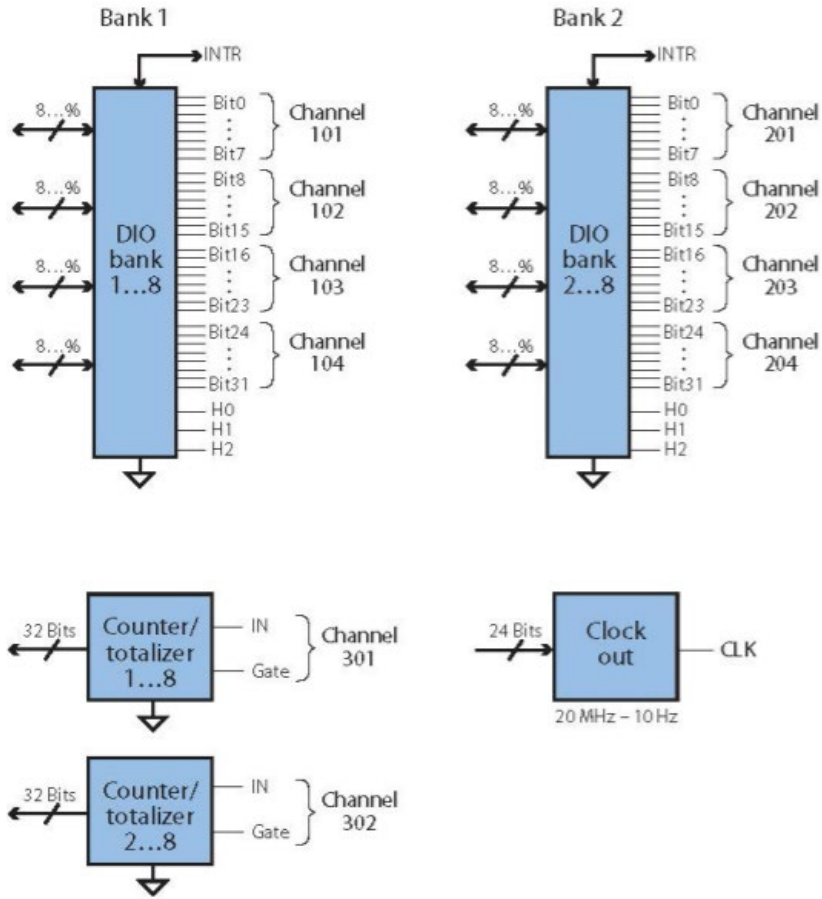 Bank 1
INTR
8...%
8...%
8...%
8...%
DIO
bank
1...8
Bit0
Bit7
Bit8
Bit15
Bit16
Bit23
Bit24
Bit31
H0
H1
H2
Channel
101
Channel
102
Channel
103
Channel
104
Bank 2
INTR
8...%
8...%
8...%
8...%
DIO
bank
2...8
Bit0
Bit7
Bit8
Bit15
Bit16
Bit23
Bit24
Bit31
H0
H1
H2
Channel
201
Channel
202
Channel
203
Channel
204
32 Bits
Counter/
totalizer
1...8
IN
Gate
Channel
301
24 Bits
Clock
out
CLK
20 MHz – 10 Hz
32 Bits
Counter/
totalizer
2...8
IN
Gate
Channel
302